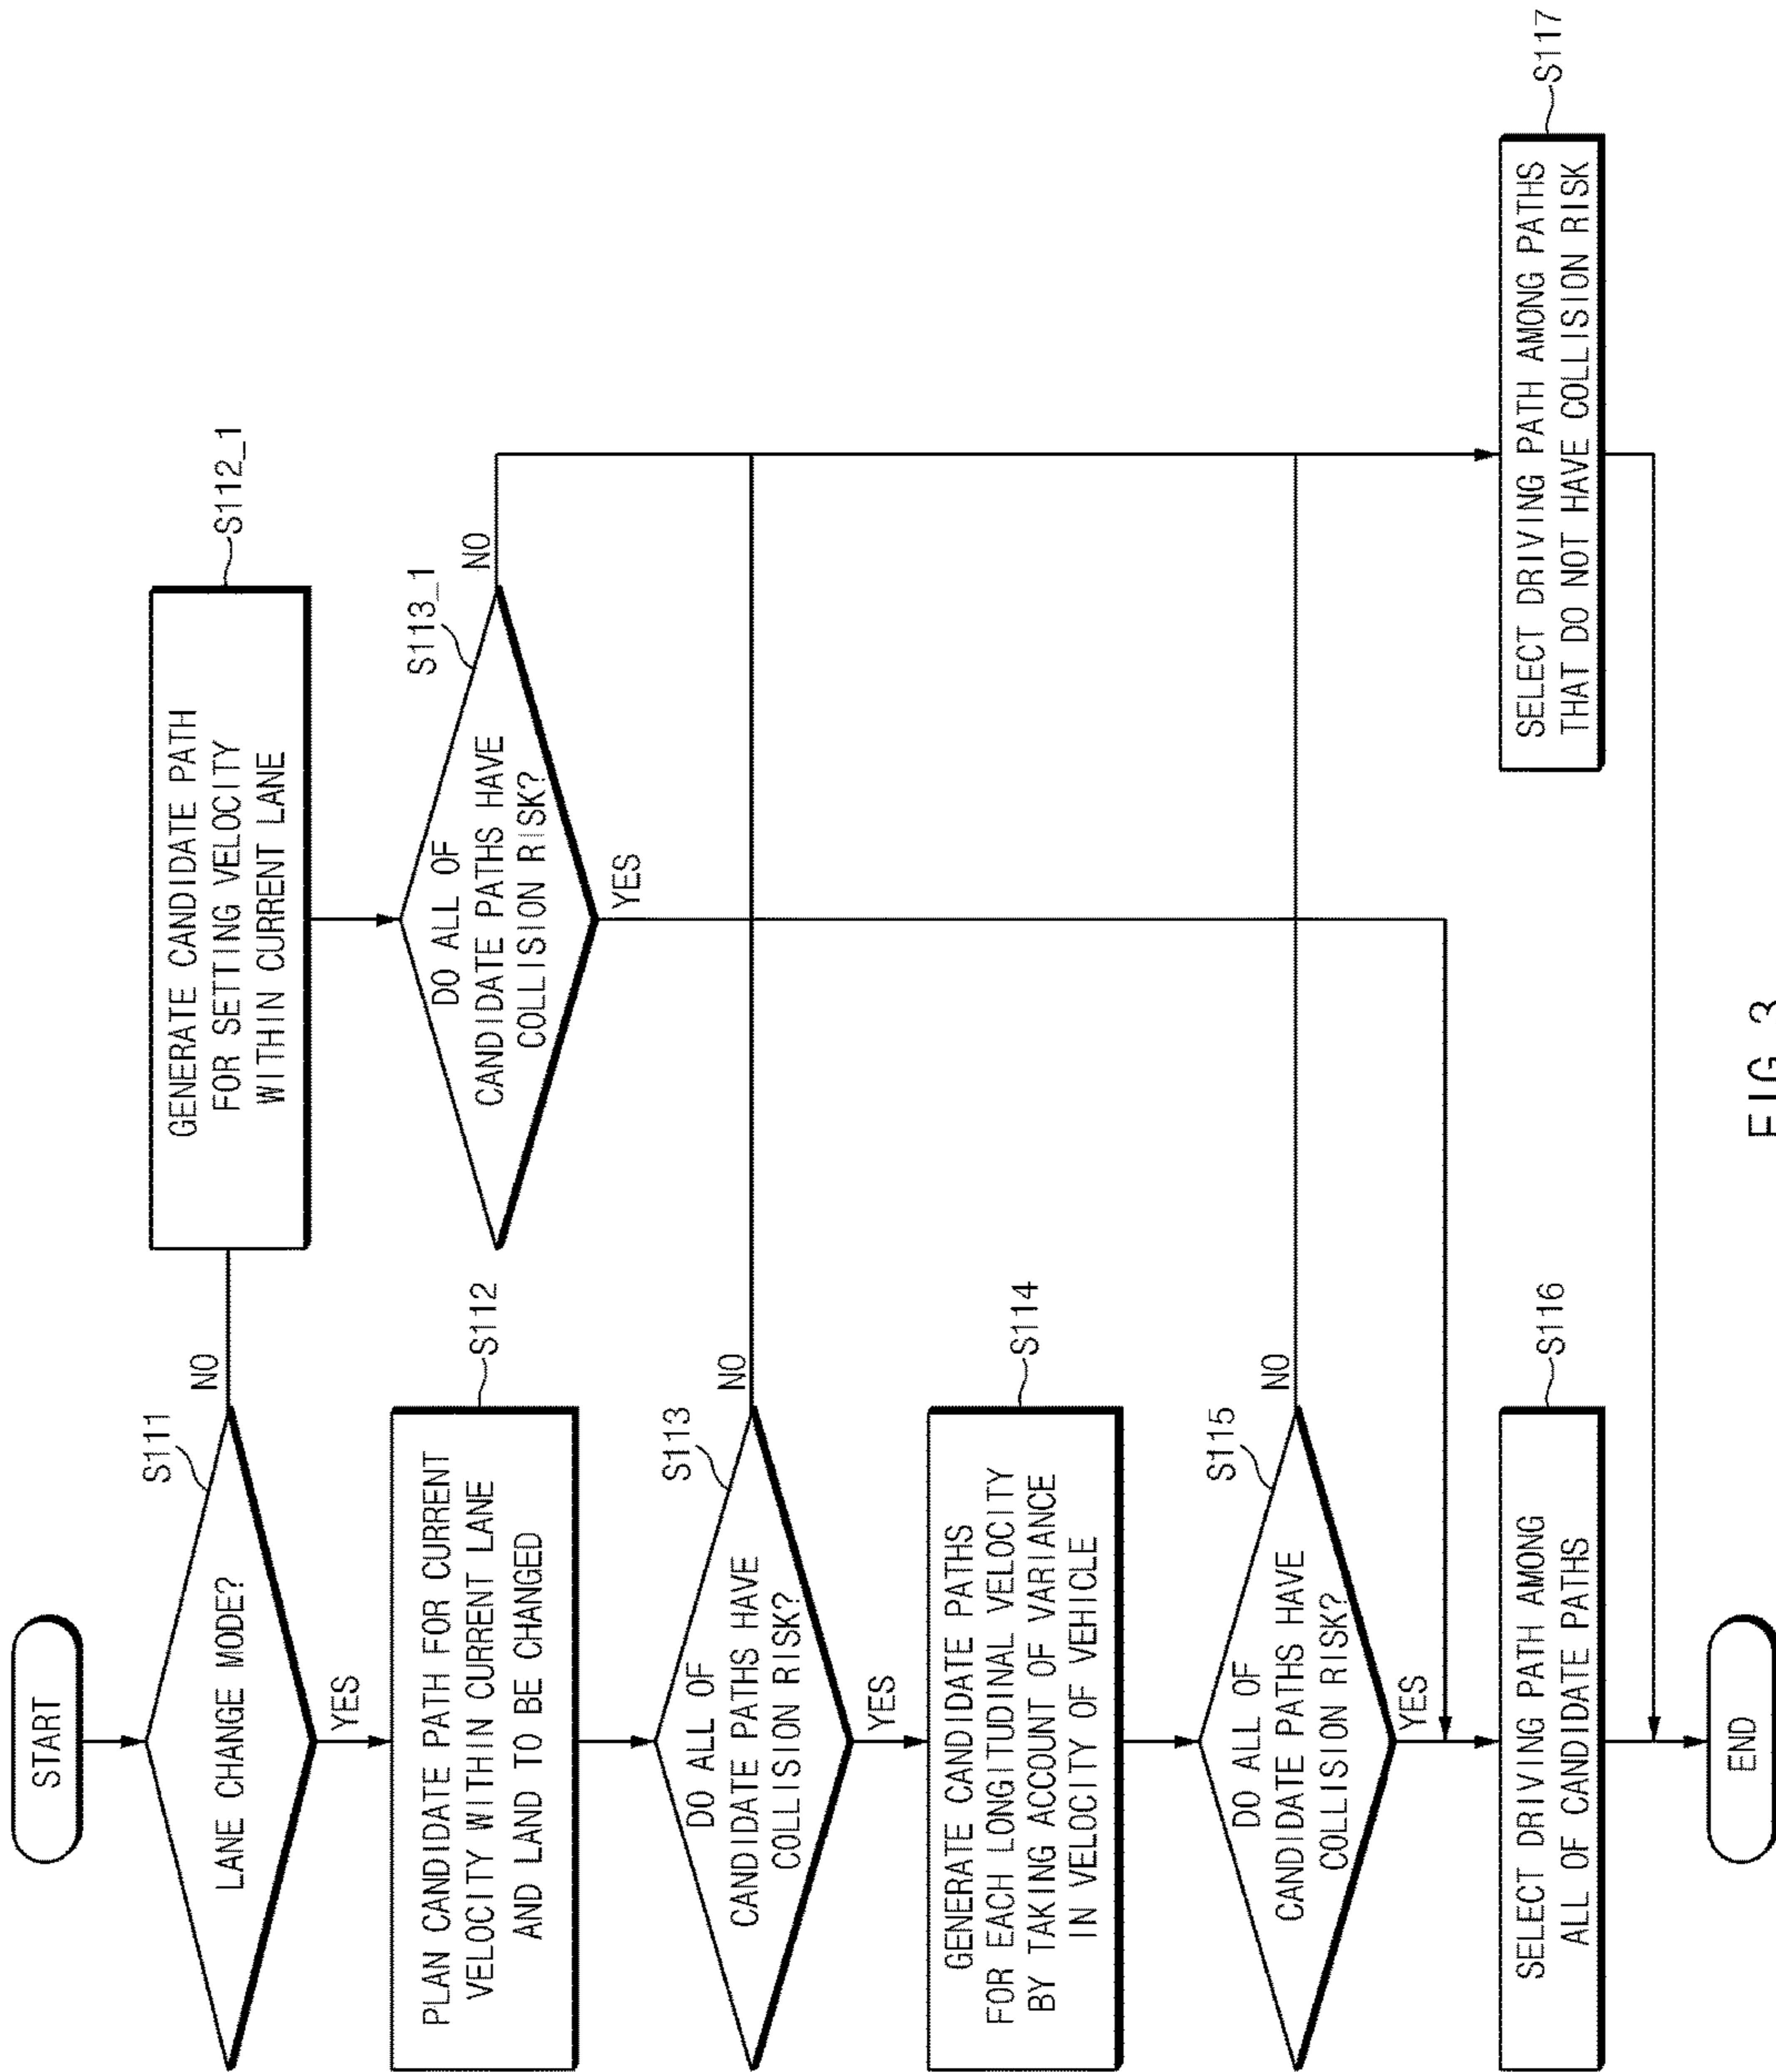 START
LANE CHANGE MODE?
S111
NO
YES
GENERATE CANDIDATE PATH
FOR SETTING VELOCITY
WITHIN CURRENT LANE
S112_1
PLAN CANDIDATE PATH FOR CURRENT
VELOCITY WITHIN CURRENT LANE
AND LAND TO BE CHANGED
S112
DO ALL OF
CANDIDATE PATHS HAVE
COLLISION RISK?
S113_1
NO
YES
DO ALL OF
CANDIDATE PATHS HAVE
COLLISION RISK?
S113
NO
YES
GENERATE CANDIDATE PATHS
FOR EACH LONGITUDINAL VELOCITY
BY TAKING ACCOUNT OF VARIANCE
IN VELOCITY OF VEHICLE
S114
DO ALL OF
CANDIDATE PATHS HAVE
COLLISION RISK?
S115
NO
YES
SELECT DRIVING PATH AMONG
ALL OF CANDIDATE PATHS
S116
SELECT DRIVING PATH AMONG PATHS
THAT DO NOT HAVE COLLISION RISK
S117
END
FIG. 3